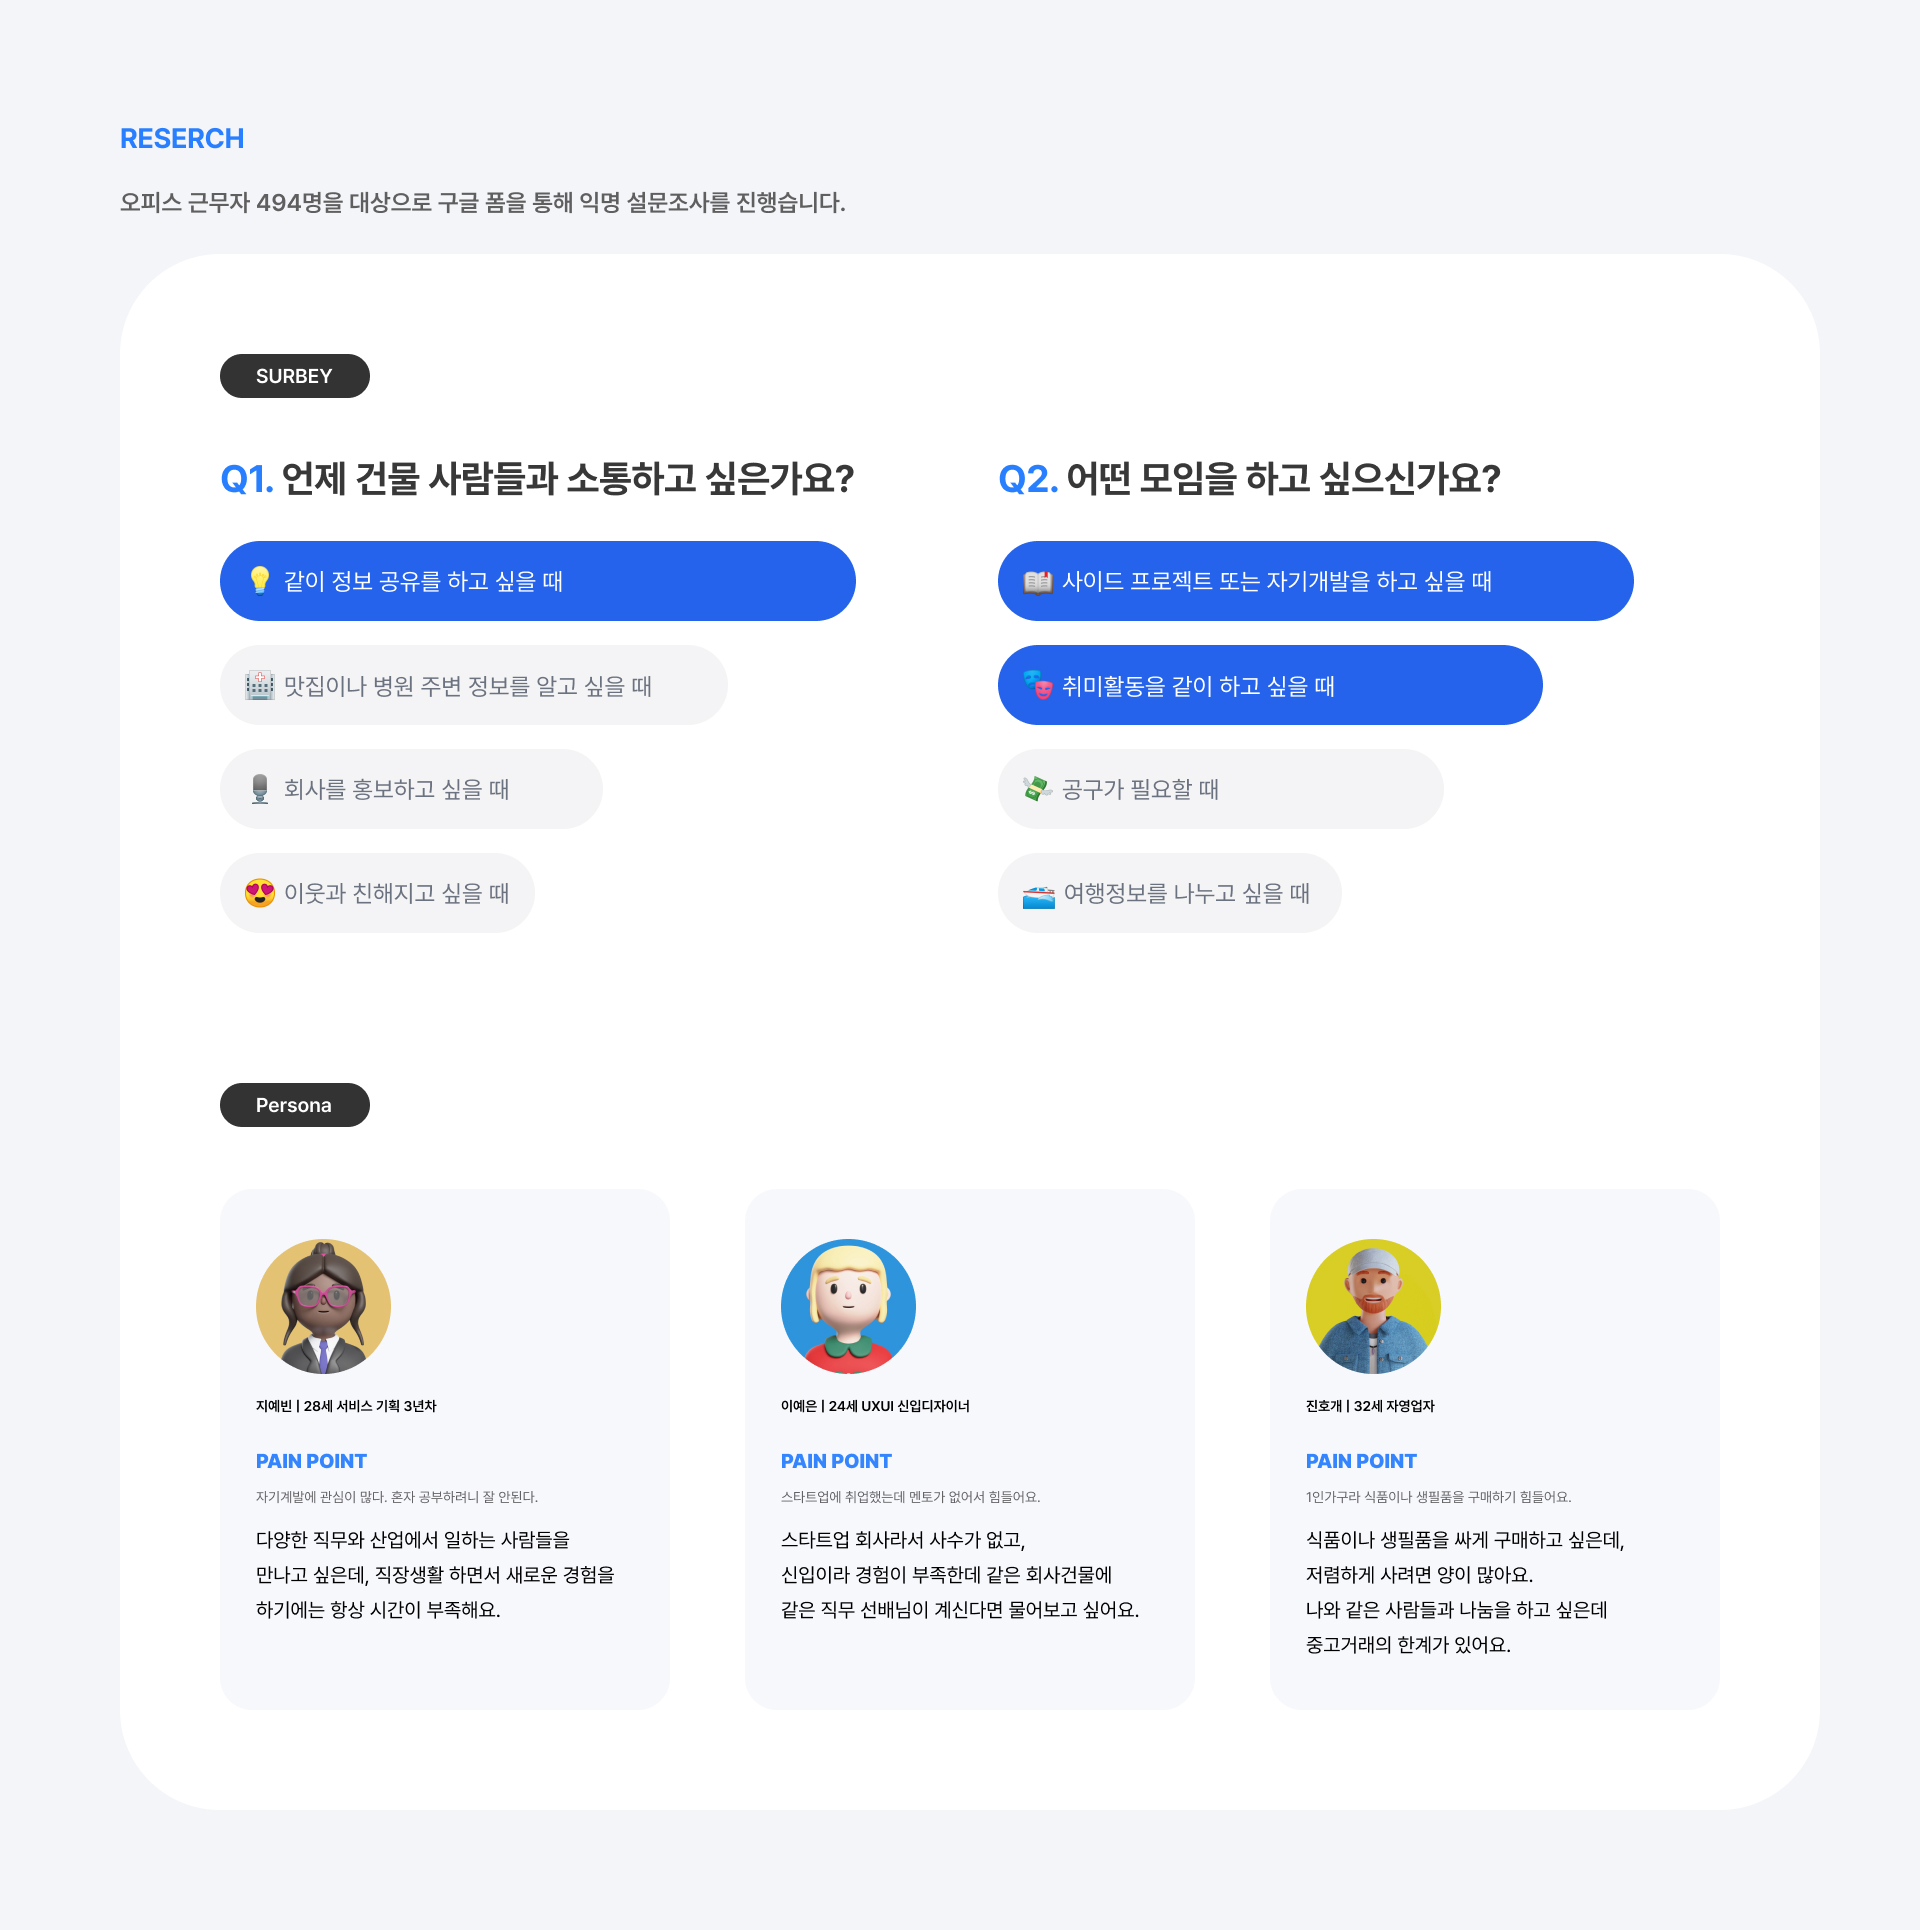 RESERCH
오피스 근무자 494명을 대상으로 구글 폼을 통해 익명 설문조사를 진행습니다.
SURBEY
Q1. 언제 건물 사람들과 소통하고 싶은가요?
같이 정보 공유를 하고 싶을 때
맛집이나 병원 주변 정보를 알고 싶을 때
회사를 홍보하고 싶을 때
이웃과 친해지고 싶을 때
Q2. 어떤 모임을 하고 싶으신가요?
사이드 프로젝트 또는 자기개발을 하고 싶을 때
취미활동을 같이 하고 싶을 때
공구가 필요할 때
여행정보를 나누고 싶을 때
Persona
지예빈 | 28세 서비스 기획 3년차
PAIN POINT
자기계발에 관심이 많다. 혼자 공부하려니 잘 안된다.
다양한 직무와 산업에서 일하는 사람들을
만나고 싶은데, 직장생활 하면서 새로운 경험을
하기에는 항상 시간이 부족해요.
이예은 | 24세 UXUI 신입디자이너
PAIN POINT
스타트업에 취업했는데 멘토가 없어서 힘들어요.
스타트업 회사라서 사수가 없고,
신입이라 경험이 부족한데 같은 회사건물에
같은 직무 선배님이 계신다면 물어보고 싶어요.
진호개 | 32세 자영업자
PAIN POINT
1인가구라 식품이나 생필품을 구매하기 힘들어요.
식품이나 생필품을 싸게 구매하고 싶은데,
저렴하게 사려면 양이 많아요.
나와 같은 사람들과 나눔을 하고 싶은데
중고거래의 한계가 있어요.